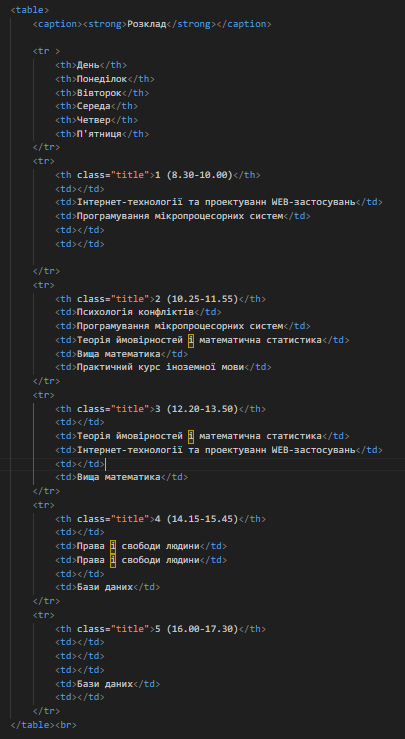 <table>
<caption><strong>Розклад</strong></caption>
<tr >
<th>День</th>
<th>Понеділок</th>
<th>Вівторок</th>
<th>Середа</th>
<th>Четвер</th>
<th>П'ятниця</th>
</tr>
<tr>
<th class="title">1 (8.30-10.00)</th>
<td></td>
<td>Інтернет-технології та проектуванн WEB-застосувань</td>
<td>Програмування мікропроцесорних систем</td>
<td></td>
<td></td>
</tr>
<tr>
<th class="title">2 (10.25-11.55)</th>
<td>Психологія конфліктів</td>
<td>Програмування мікропроцесорних систем</td>
<td>Теорія ймовірностей і математична статистика</td>
<td>Вища математика</td>
<td>Практичний курс іноземної мови</td>
</tr>
<tr>
<th class="title">3 (12.20-13.50)</th>
<td></td>
<td>Теорія ймовірностей і математична статистика</td>
<td>Інтернет-технології та проектуванн WEB-застосувань</td>
<td></td>
<td>Вища математика</td>
</tr>
<tr>
<th class="title">4 (14.15-15.45)</th>
<td></td>
<td>Права і свободи людини</td>
<td>Права і свободи людини</td>
<td></td>
<td>Бази даних</td>
</tr>
<tr>
<th class="title">5 (16.00-17.30)</th>
<td></td>
<td></td>
<td></td>
<td>Бази даних</td>
<td></td>
</tr>
</table><br>